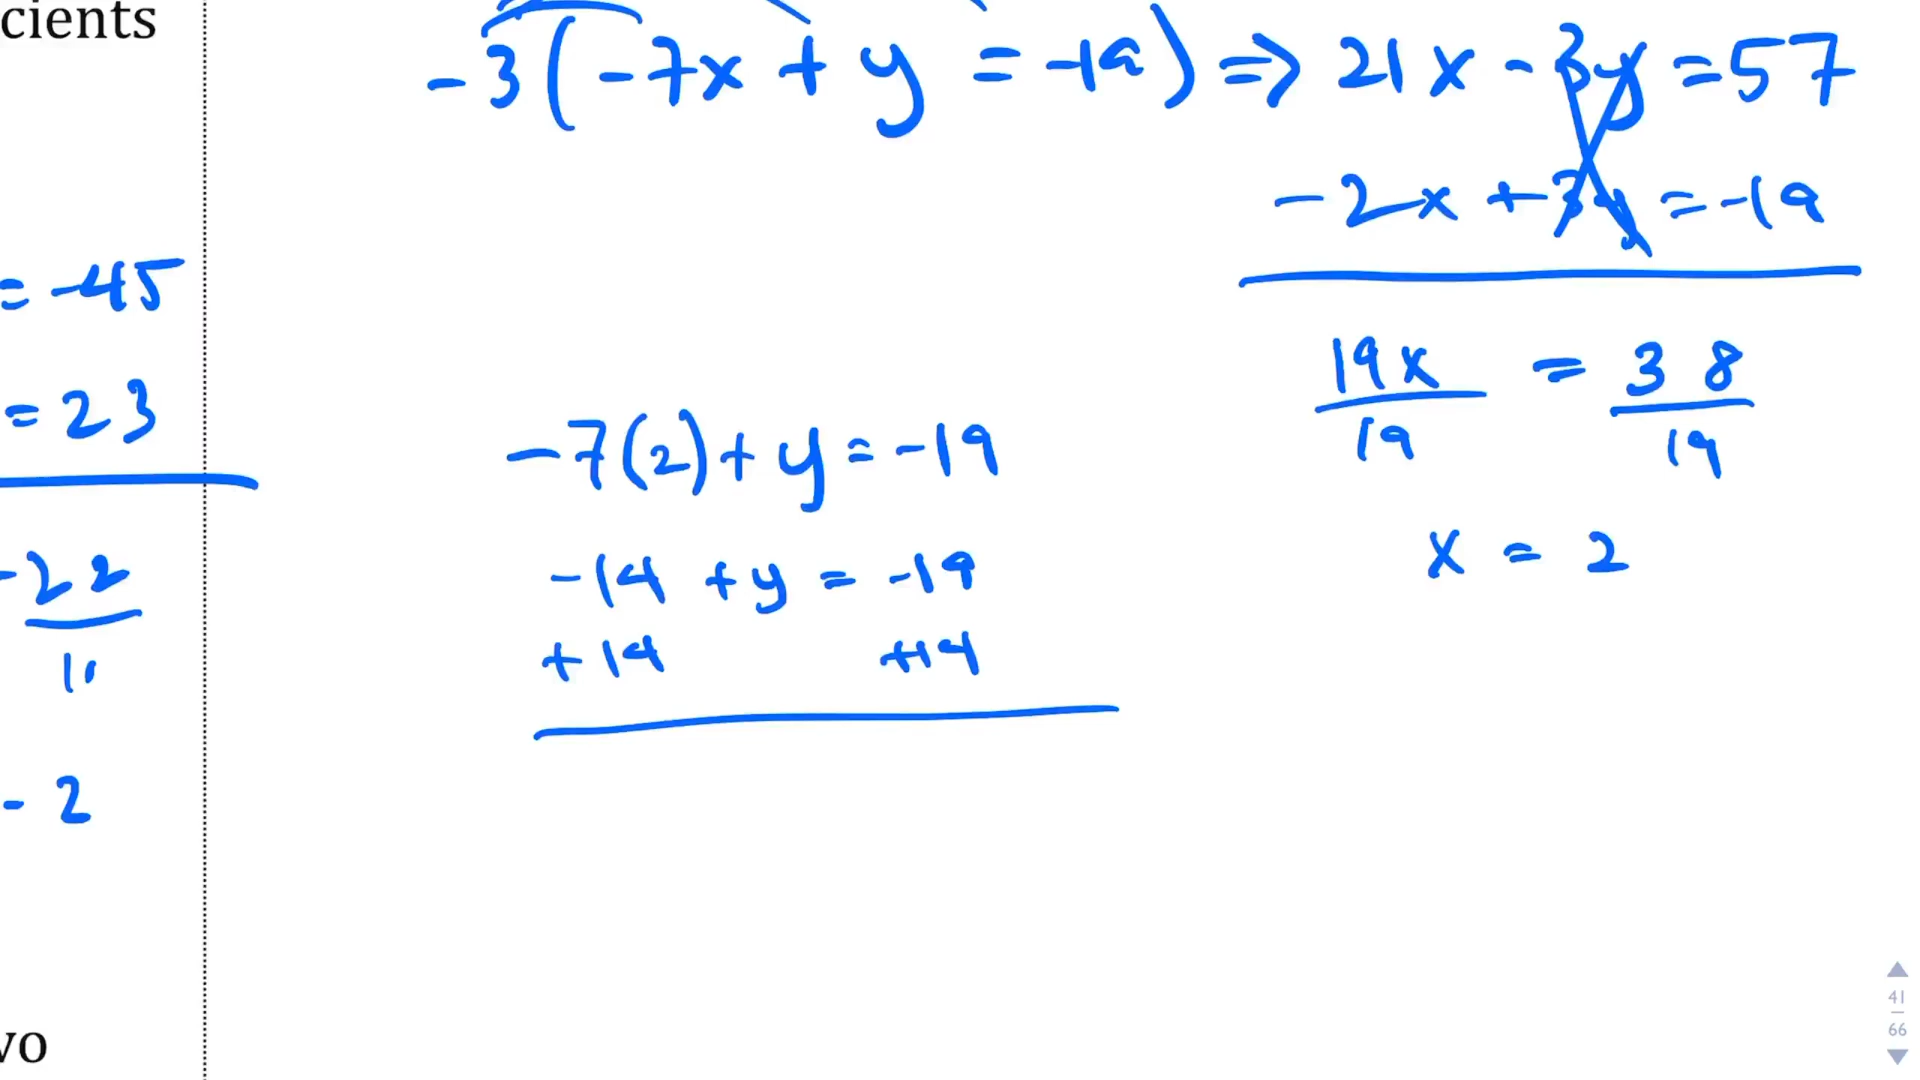 cients
-3(-7x + y = -19) => 21x - 3y = 57
-2x + 3y = -19
= -45
19x = 38
19 19
= 23
-7(2) + y = -19
x = 2
-14 + y = -19
-22
11
+14 +14
-2
vo
41
66